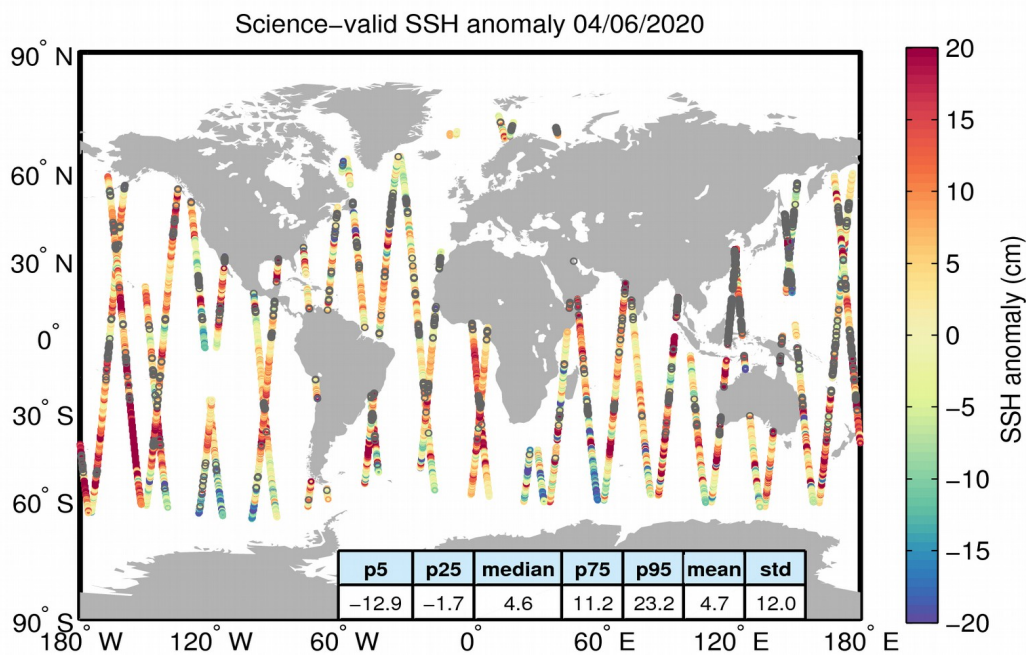 Science−valid SSH anomaly 04/06/2020
90° N
60° N
30° N
0°
30° S
60° S
90° S
180° W
120° W
60° W
0°
60° E
120° E
180° E
p5 p25 median p75 p95 mean std
−12.9 −1.7 4.6 11.2 23.2 4.7 12.0
20
15
10
5
0
−5
−10
−15
−20
SSH anomaly (cm)